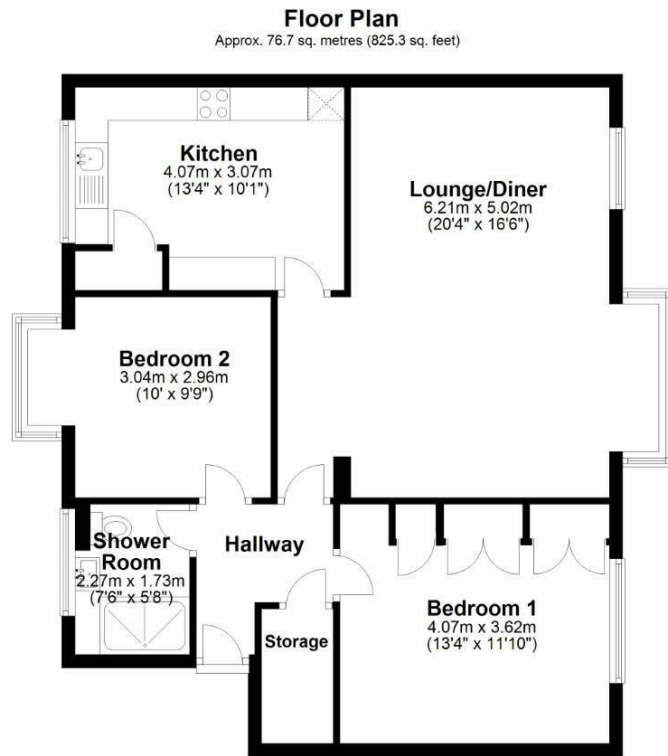 Floor Plan
Approx. 76.7 sq. metres (825.3 sq. feet)
Kitchen
4.07m x 3.07m
(13'4" x 10'1")
Lounge/Diner
6.21m x 5.02m
(20'4" x 16'6")
Bedroom 2
3.04m x 2.96m
(10' x 9'9")
Shower
Room
2.27m x 1.73m
(7'6" x 5'8")
Hallway
Storage
Bedroom 1
4.07m x 3.62m
(13'4" x 11'10")